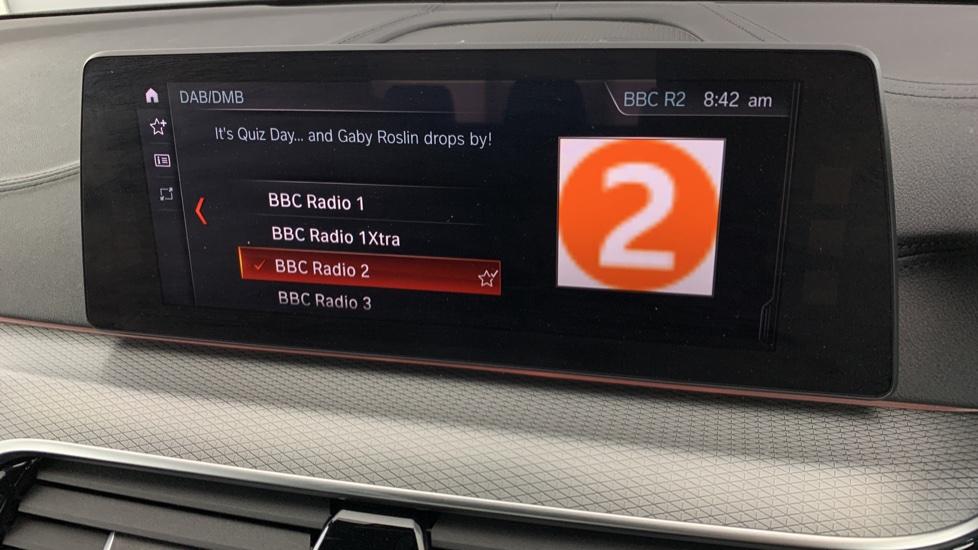 DAB/DMB
BBC R2 8:42 am
It's Quiz Day... and Gaby Roslin drops by!
BBC Radio 1
BBC Radio 1Xtra
BBC Radio 2
BBC Radio 3
2